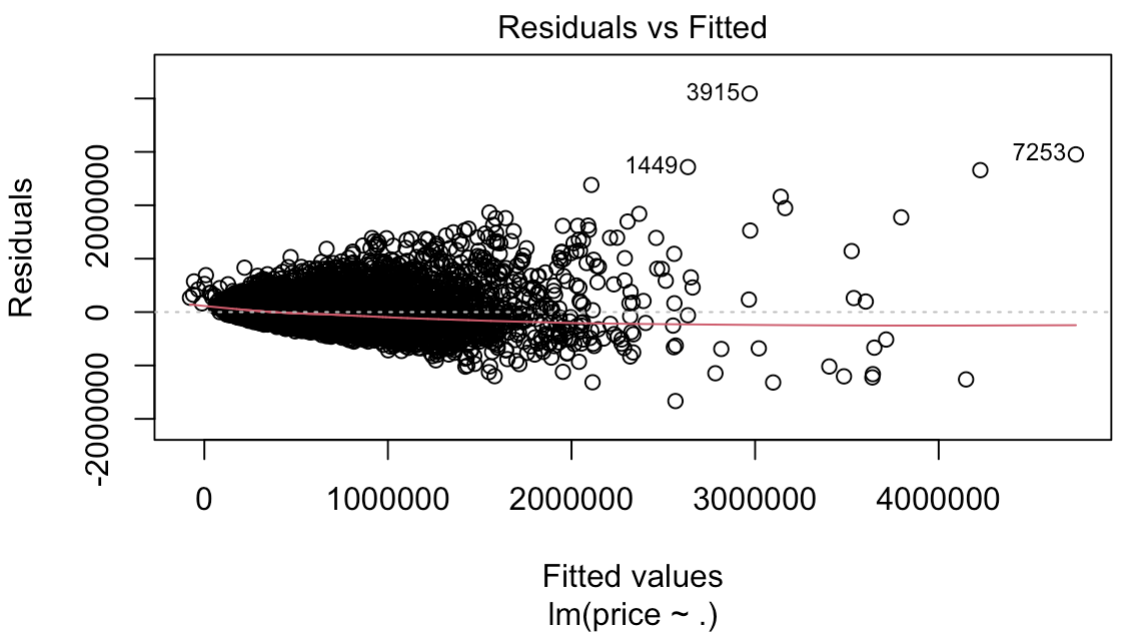 Residuals vs Fitted
3915
7253
1449
Residuals
-2000000 0 2000000
0 1000000 2000000 3000000 4000000
Fitted values
lm(price ~ .)